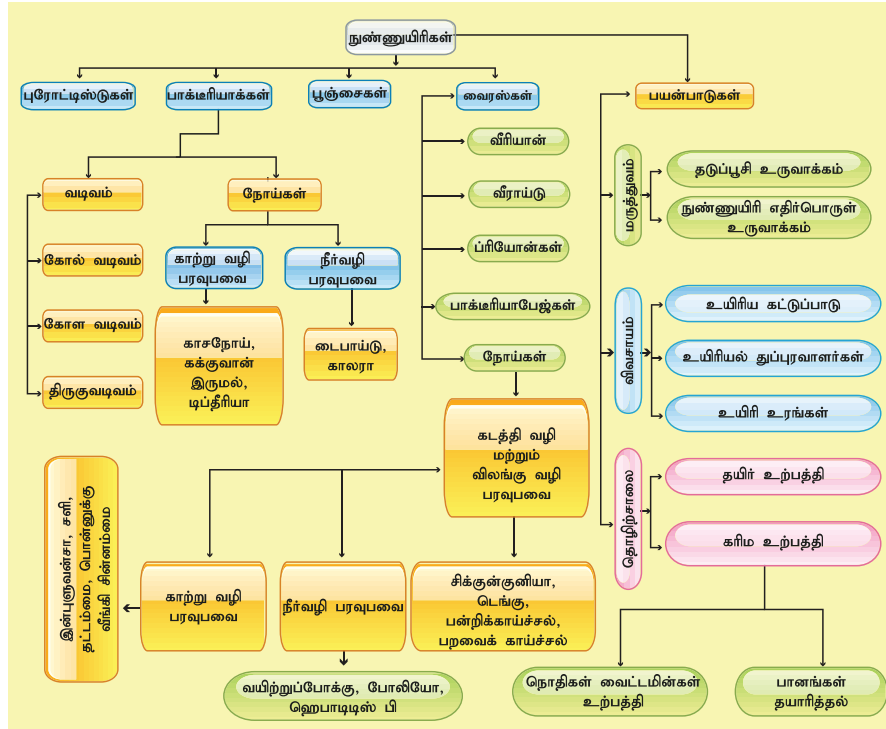 நுண்ணுயிரிகள்
புரோட்டிஸ்டுகள்
பாக்டீரியாக்கள்
பூஞ்சைகள்
வைரஸ்கள்
பயன்பாடுகள்
வடிவம்
கோல் வடிவம்
கோள வடிவம்
திருகுவடிவம்
நோய்கள்
காற்று வழி
பரவுபவை
காசநோய்,
கக்குவான்
இருமல்,
டிப்தீரியா
நீர்வழி
பரவுபவை
டைபாய்டு,
காலரா
வீரியான்
வீராய்டு
ப்ரியோன்கள்
பாக்டீரியாபேஜ்கள்
நோய்கள்
கடத்தி வழி
மற்றும்
விலங்கு வழி
பரவுபவை
காற்று வழி
பரவுபவை
இன்புளுவன்சா, சளி,
தட்டம்மை, பொன்னுக்கு
வீங்கி சின்னம்மை
நீர்வழி பரவுபவை
வயிற்றுப்போக்கு, போலியோ,
ஹெபாடிடிஸ் பி
சிக்குன்குனியா,
டெங்கு,
பன்றிக்காய்ச்சல்,
பறவைக் காய்ச்சல்
மருத்துவம்
தடுப்பூசி உருவாக்கம்
நுண்ணுயிரி எதிர்பொருள்
உருவாக்கம்
விவசாயம்
உயிரிய கட்டுப்பாடு
உயிரியல் துப்புரவாளர்கள்
உயிரி உரங்கள்
தொழிற்சாலை
தயிர் உற்பத்தி
கரிம உற்பத்தி
நொதிகள் வைட்டமின்கள்
உற்பத்தி
பானங்கள்
தயாரித்தல்